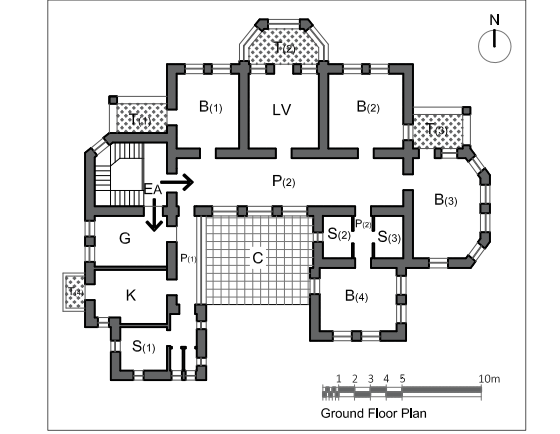 N
T(2)
B(1) LV B(2)
T(1) T(3)
EA P(2) B(3)
G P(1) C S(2) P(2) S(3)
K B(4)
S(1)
1 2 3 4 5 10m
Ground Floor Plan